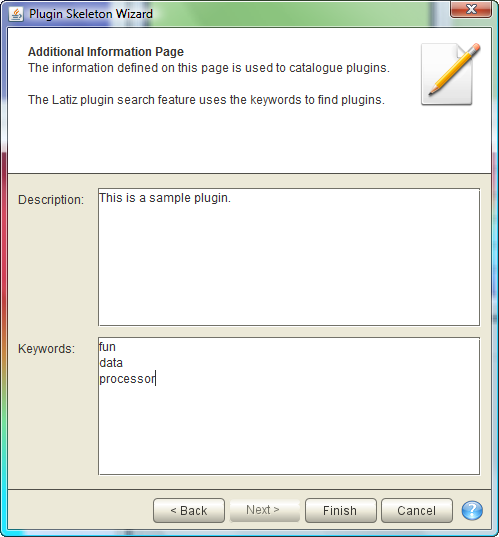 Plugin Skeleton Wizard
Additional Information Page
The information defined on this page is used to catalogue plugins.
The Latiz plugin search feature uses the keywords to find plugins.
Description:
This is a sample plugin.
Keywords:
fun
data
processor
< Back
Next >
Finish
Cancel
?